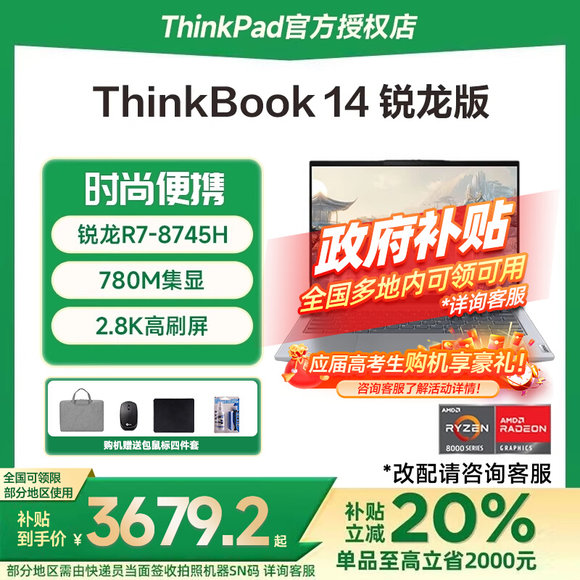 ThinkPad官方授权店
ThinkBook 14 锐龙版
时尚便携
锐龙R7-8745H
780M集显
2.8K高刷屏
政府补贴
全国多地内可领可用
*详询客服
应届高考生购机享豪礼!
咨询客服了解活动详情!
购机赠送包鼠标四件套
AMD
RYZEN
8000 SERIES
AMD
RADEON
GRAPHICS
*改配请咨询客服
全国可领限
部分地区使用
补贴
到手价
¥3679.2起
补贴
立减
20%
单品至高立省2000元
部分地区需由快递员当面签收拍照机器SN码 详询客服